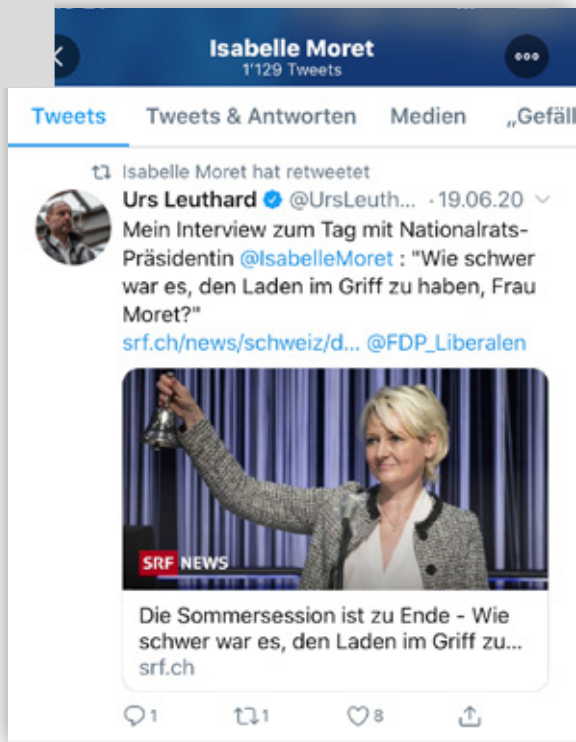 Isabelle Moret
1'129 Tweets
Tweets Tweets & Antworten Medien „Gefäll
Isabelle Moret hat retweetet
Urs Leuthard @UrsLeuth... · 19.06.20
Mein Interview zum Tag mit Nationalrats-
Präsidentin @IsabelleMoret : "Wie schwer
war es, den Laden im Griff zu haben, Frau
Moret?"
srf.ch/news/schweiz/d... @FDP_Liberalen
SRF NEWS
Die Sommersession ist zu Ende - Wie
schwer war es, den Laden im Griff zu...
srf.ch
1 1 8